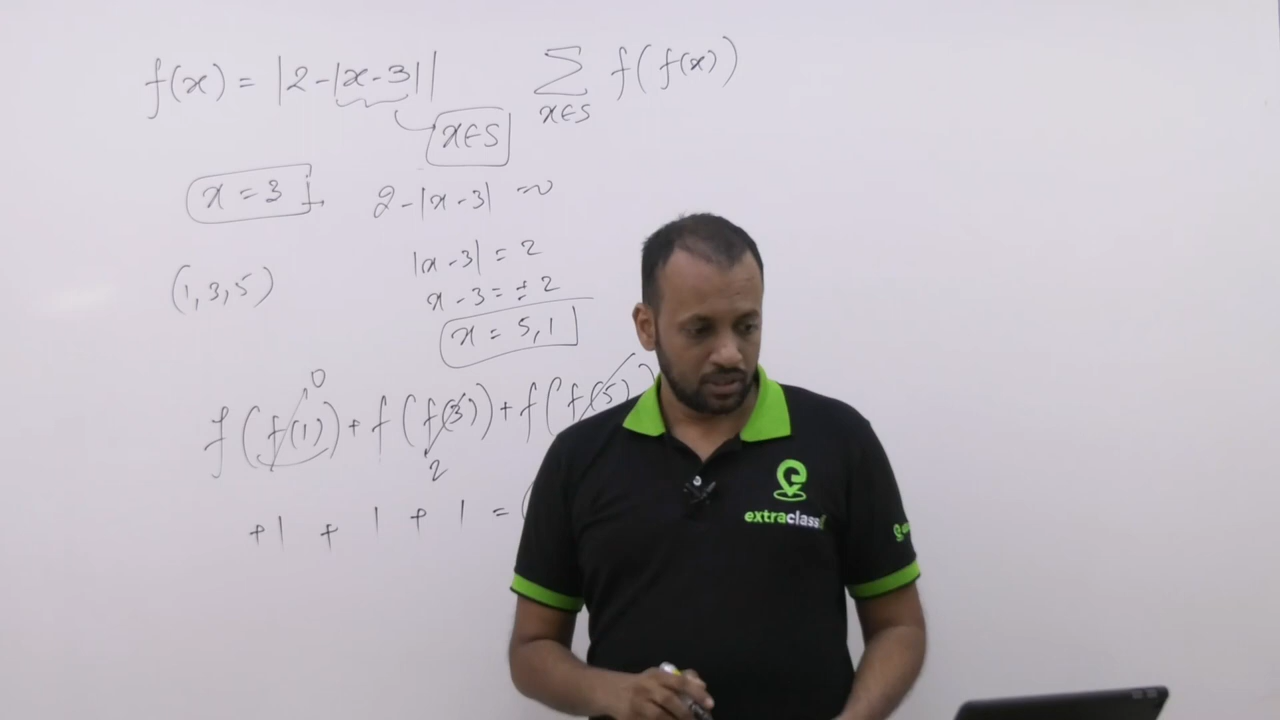 f(x) = |2-|x-3||
∑ f(f(x))
x∈S
x∈S
x = 3
2-|x-3| = 0
|x-3| = 2
(1,3,5)
x-3 = ±2
x = 5,1
0
f(f(1)) + f(f(3)) + f(f(5))
2
+1 + 1 + 1 =
extraclass